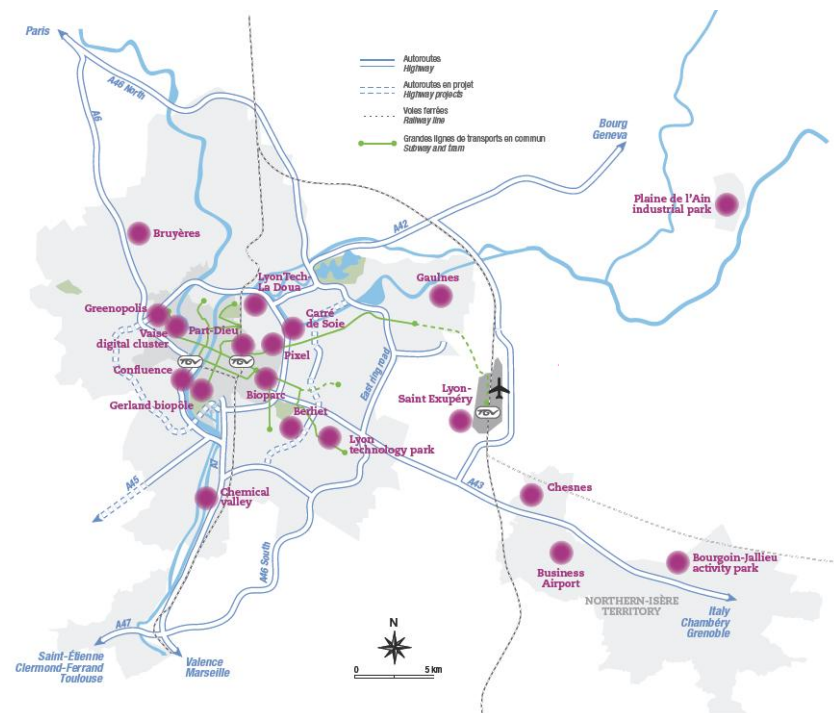 Paris
A46 North
A6
Autoroutes
Highway
Autoroutes en projet
Highway projects
Voies ferrées
Railway line
Grandes lignes de transports en commun
Subway and tram
Bourg
Geneva
Plaine de l'Ain
industrial park
Bruyères
A42
LyonTech-
La Doua
Gaulnes
Greenopolis
Carré
de Soie
Vaise
digital cluster
Part-Dieu
Pixel
TGV
TGV
Confluence
Bioparc
East ring road
Lyon-
Saint Exupéry
TGV
Gerland biopôle
Berliet
Lyon
technology park
A7
A45
A43
Chesnes
Chemical
valley
A46 South
Business
Airport
Bourgoin-Jallieu
activity park
NORTHERN-ISÈRE
TERRITORY
Italy
Chambéry
Grenoble
A47
N
Saint-Étienne
Clermond-Ferrand
Toulouse
Valence
Marseille
0 5 km